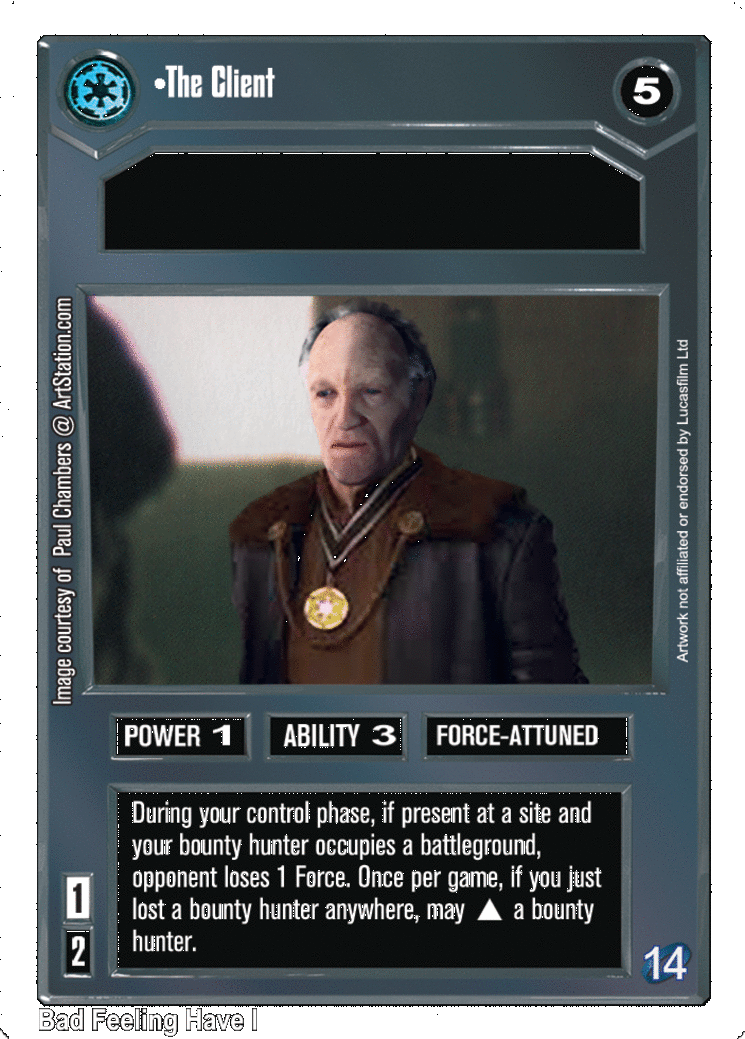 •The Client
5
Image courtesy of Paul Chambers @ ArtStation.com
Artwork not affiliated or endorsed by Lucasfilm Ltd
POWER 1
ABILITY 3
FORCE-ATTUNED
During your control phase, if present at a site and
your bounty hunter occupies a battleground,
opponent loses 1 Force. Once per game, if you just
lost a bounty hunter anywhere, may ▲ a bounty
hunter.
1
2
14
Bad Feeling Have I